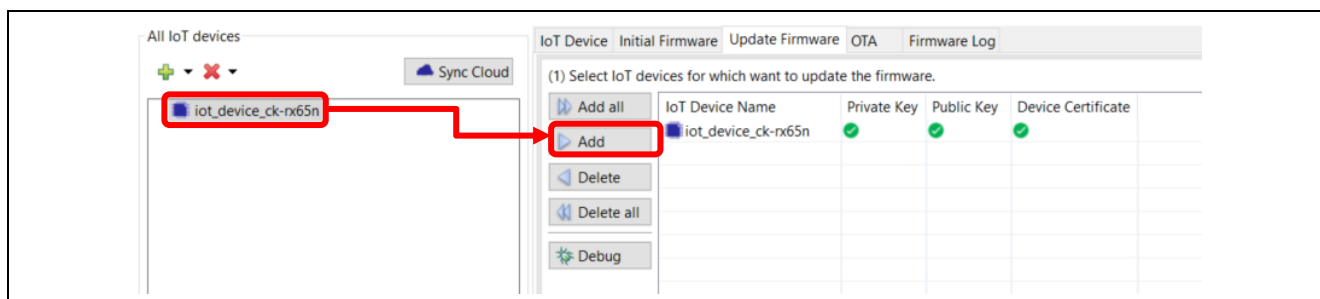 All IoT devices
Sync Cloud
iot_device_ck-rx65n
IoT Device Initial Firmware Update Firmware OTA Firmware Log
(1) Select IoT devices for which want to update the firmware.
Add all
Add
Delete
Delete all
Debug
IoT Device Name Private Key Public Key Device Certificate
iot_device_ck-rx65n